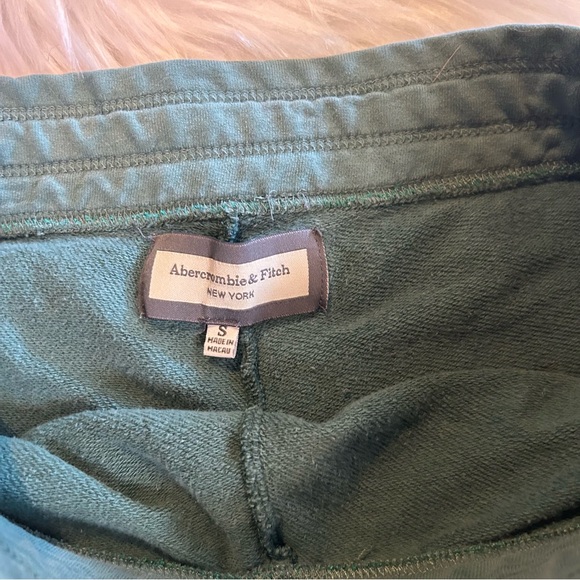 Abercrombie & Fitch
NEW YORK
S
MADE IN
MACAU